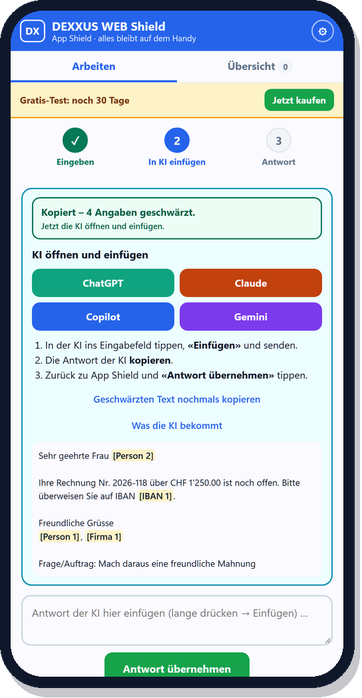 DX
DEXXUS WEB Shield
App Shield · alles bleibt auf dem Handy
Arbeiten
Übersicht 0
Gratis-Test: noch 30 Tage
Jetzt kaufen
✓
2
3
Eingeben
In KI einfügen
Antwort
Kopiert – 4 Angaben geschwärzt.
Jetzt die KI öffnen und einfügen.
KI öffnen und einfügen
ChatGPT
Claude
Copilot
Gemini
1. In der KI ins Eingabefeld tippen, «Einfügen» und senden.
2. Die Antwort der KI kopieren.
3. Zurück zu App Shield und «Antwort übernehmen» tippen.
Geschwärzten Text nochmals kopieren
Was die KI bekommt
Sehr geehrte Frau [Person 2]
Ihre Rechnung Nr. 2026-118 über CHF 1'250.00 ist noch offen. Bitte
überweisen Sie auf IBAN [IBAN 1].
Freundliche Grüsse
[Person 1], [Firma 1]
Frage/Auftrag: Mach daraus eine freundliche Mahnung
Antwort der KI hier einfügen (lange drücken → Einfügen) ...
Antwort übernehmen